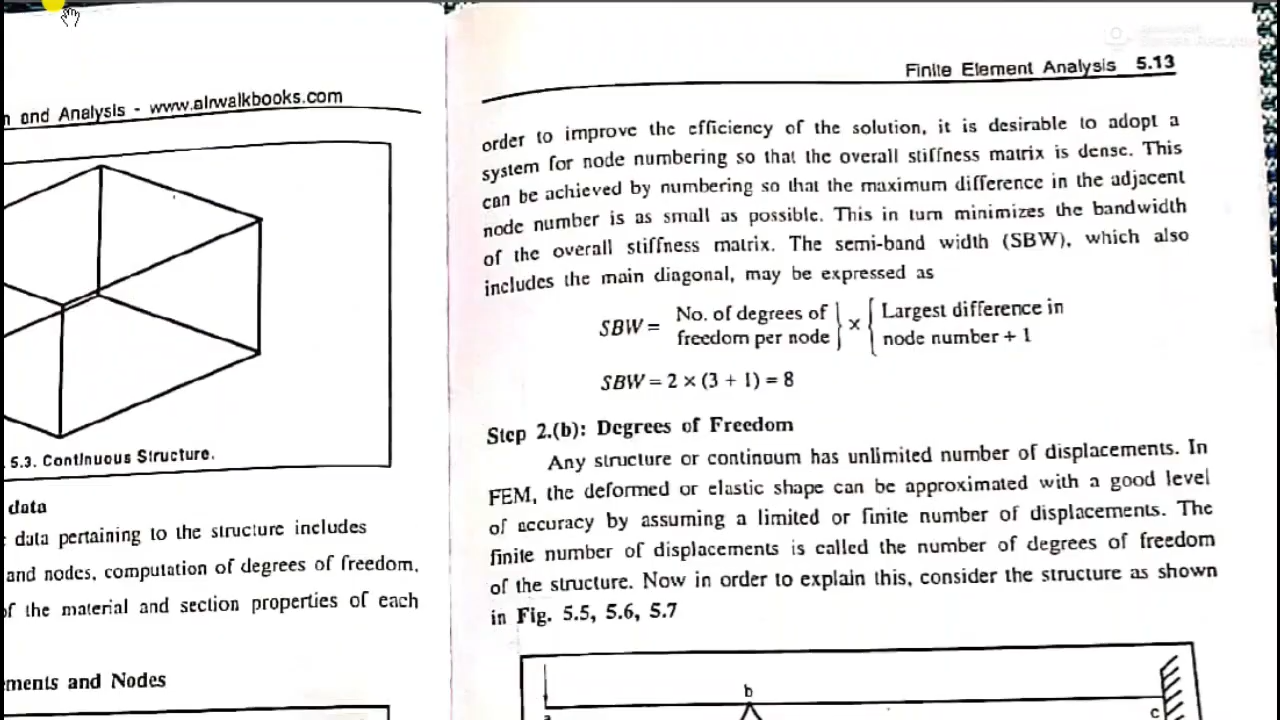 n and Analysis - www.airwalkbooks.com
5.3. Continuous Structure.
data
data pertaining to the structure includes
and nodes, computation of degrees of freedom,
of the material and section properties of each
ments and Nodes
Finite Element Analysis 5.13
order to improve the efficiency of the solution, it is desirable to adopt a
system for node numbering so that the overall stiffness matrix is dense. This
can be achieved by numbering so that the maximum difference in the adjacent
node number is as small as possible. This in turn minimizes the bandwidth
of the overall stiffness matrix. The semi-band width (SBW), which also
includes the main diagonal, may be expressed as
SBW = No. of degrees of freedom per node } × { Largest difference in node number + 1
SBW = 2 × (3 + 1) = 8
Step 2.(b): Degrees of Freedom
Any structure or continuum has unlimited number of displacements. In
FEM, the deformed or elastic shape can be approximated with a good level
of accuracy by assuming a limited or finite number of displacements. The
finite number of displacements is called the number of degrees of freedom
of the structure. Now in order to explain this, consider the structure as shown
in Fig. 5.5, 5.6, 5.7
b
c